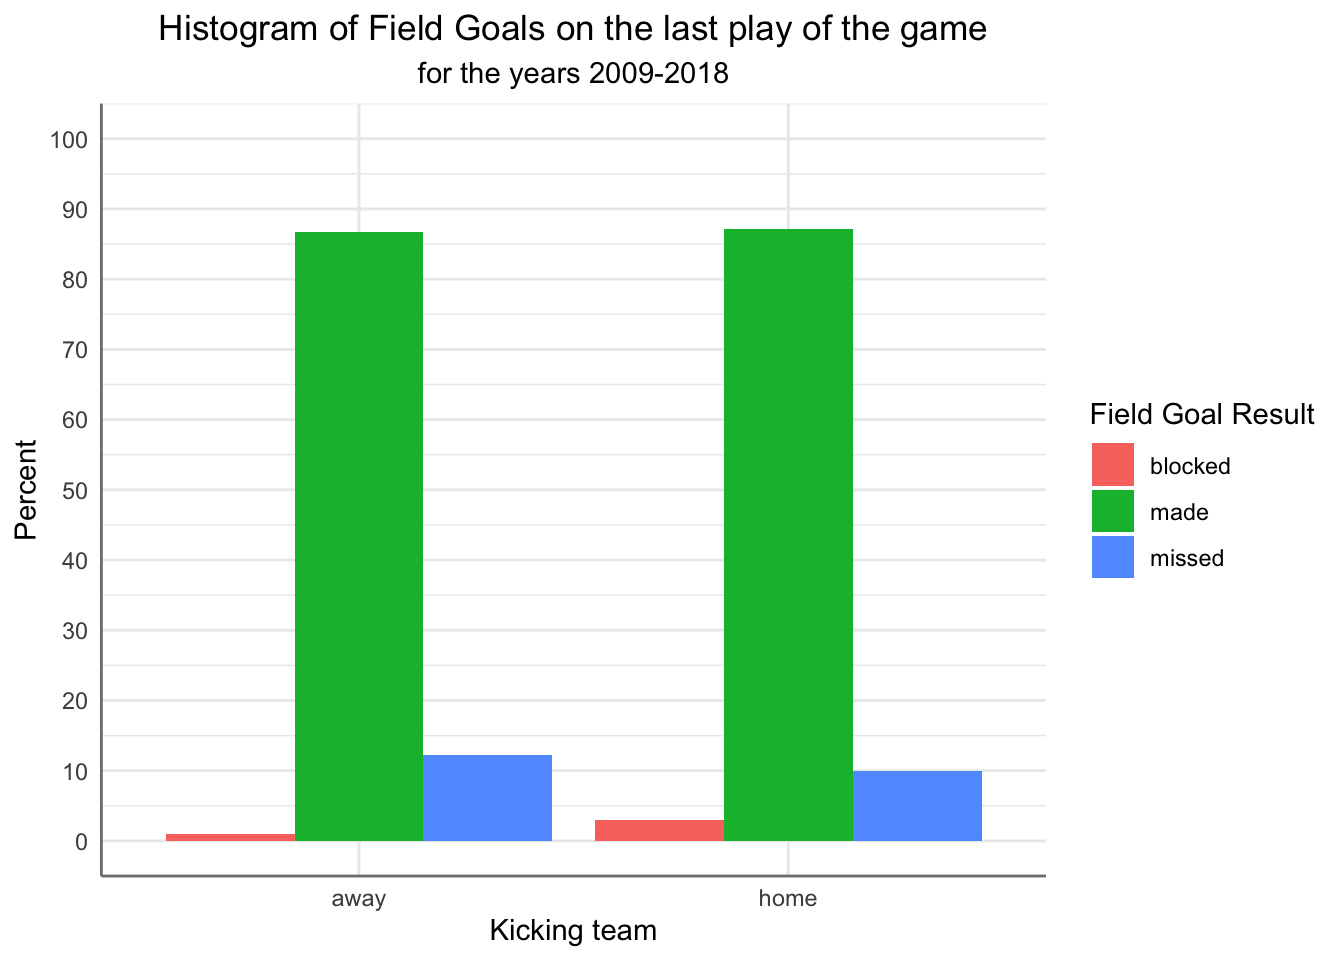 Histogram of Field Goals on the last play of the game
for the years 2009-2018
100
90
80
70
60
50
40
30
20
10
0
Percent
away
home
Kicking team
Field Goal Result
blocked
made
missed